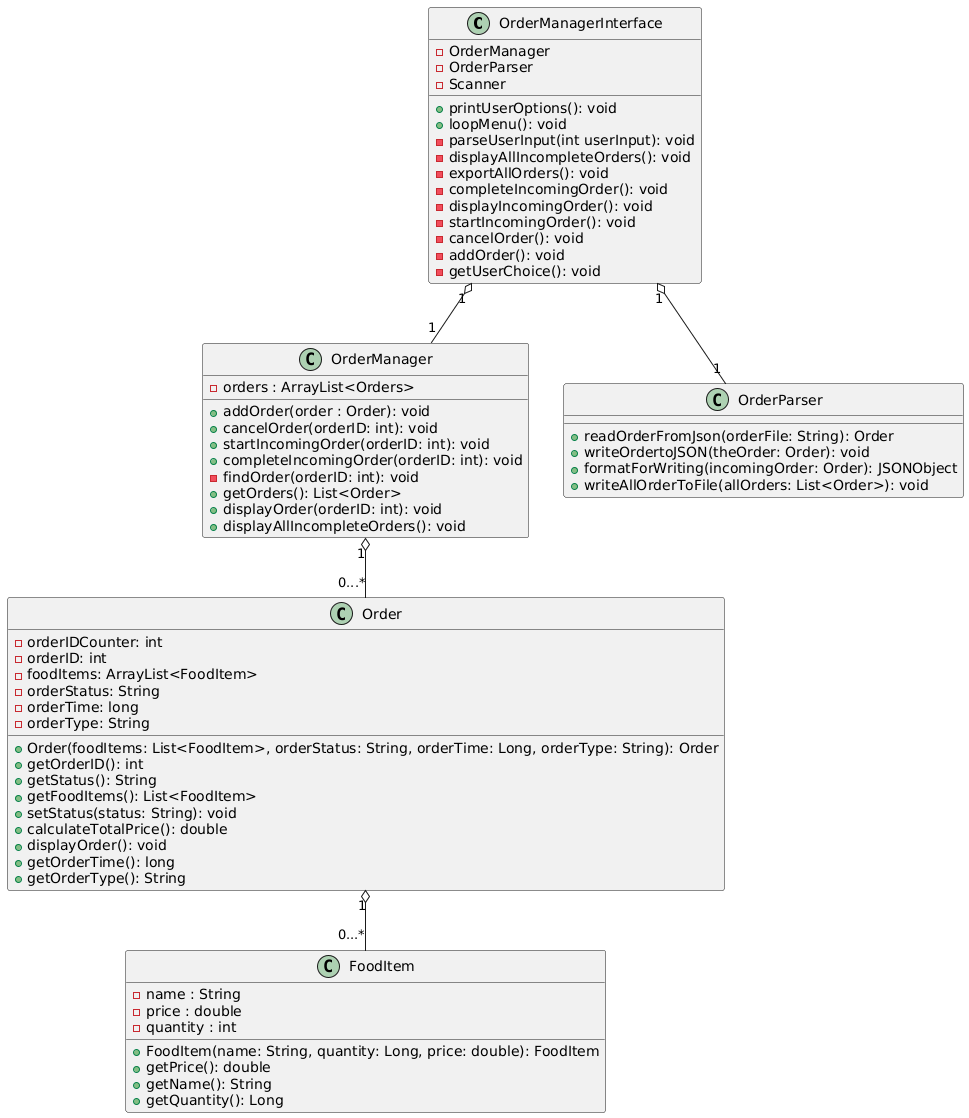 C OrderManagerInterface
OrderManager
OrderParser
Scanner
printUserOptions(): void
loopMenu(): void
parseUserInput(int userInput): void
displayAllIncompleteOrders(): void
exportAllOrders(): void
completeIncomingOrder(): void
displayIncomingOrder(): void
startIncomingOrder(): void
cancelOrder(): void
addOrder(): void
getUserChoice(): void
1
1
1
1
C OrderManager
orders : ArrayList<Orders>
addOrder(order : Order): void
cancelOrder(orderID: int): void
startIncomingOrder(orderID: int): void
completeIncomingOrder(orderID: int): void
findOrder(orderID: int): void
getOrders(): List<Order>
displayOrder(orderID: int): void
displayAllIncompleteOrders(): void
C OrderParser
readOrderFromJson(orderFile: String): Order
writeOrdertoJSON(theOrder: Order): void
formatForWriting(incomingOrder: Order): JSONObject
writeAllOrderToFile(allOrders: List<Order>): void
1
0...*
C Order
orderIDCounter: int
orderID: int
foodItems: ArrayList<FoodItem>
orderStatus: String
orderTime: long
orderType: String
Order(foodItems: List<FoodItem>, orderStatus: String, orderTime: Long, orderType: String): Order
getOrderID(): int
getStatus(): String
getFoodItems(): List<FoodItem>
setStatus(status: String): void
calculateTotalPrice(): double
displayOrder(): void
getOrderTime(): long
getOrderType(): String
1
0...*
C FoodItem
name : String
price : double
quantity : int
FoodItem(name: String, quantity: Long, price: double): FoodItem
getPrice(): double
getName(): String
getQuantity(): Long